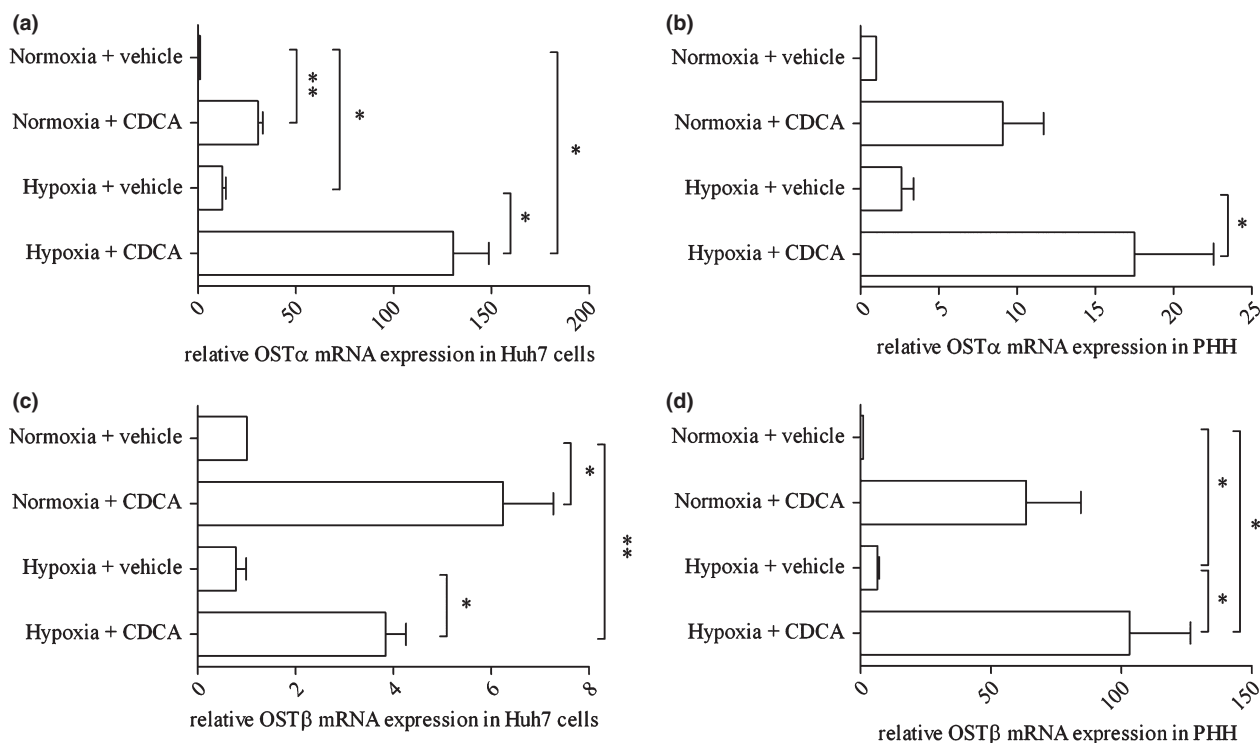 (a)
Normoxia + vehicle
Normoxia + CDCA
Hypoxia + vehicle
Hypoxia + CDCA
* *
*
*
*
0 50 100 150 200
relative OSTα mRNA expression in Huh7 cells
(b)
Normoxia + vehicle
Normoxia + CDCA
Hypoxia + vehicle
Hypoxia + CDCA
*
0 5 10 15 20 25
relative OSTα mRNA expression in PHH
(c)
Normoxia + vehicle
Normoxia + CDCA
Hypoxia + vehicle
Hypoxia + CDCA
*
* *
*
0 2 4 6 8
relative OSTβ mRNA expression in Huh7 cells
(d)
Normoxia + vehicle
Normoxia + CDCA
Hypoxia + vehicle
Hypoxia + CDCA
*
*
*
0 50 100 150
relative OSTβ mRNA expression in PHH